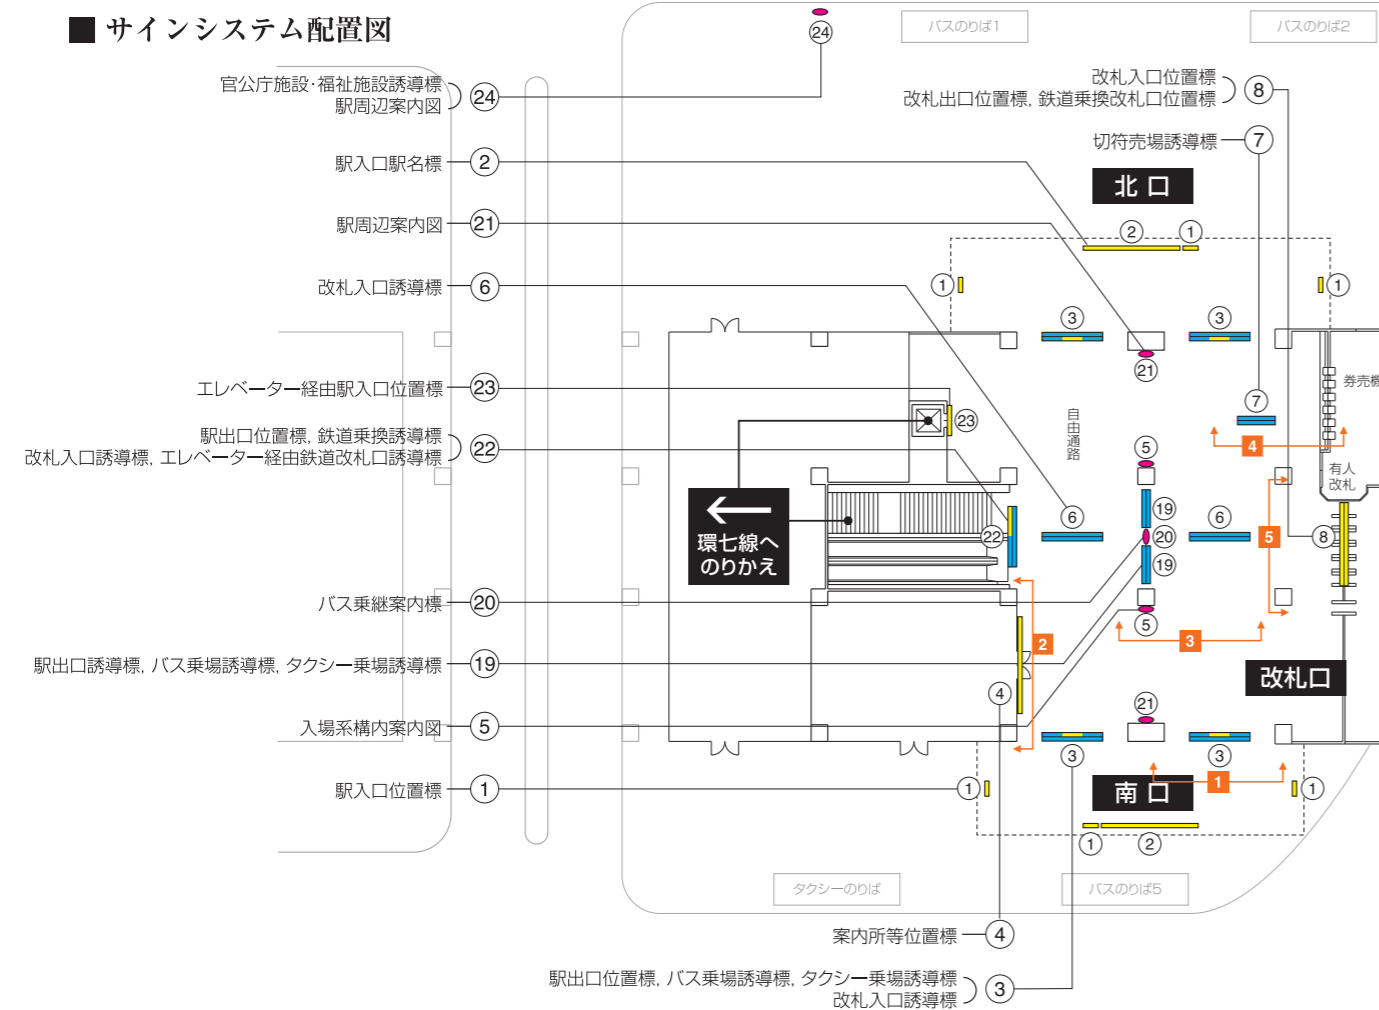 ■ サインシステム配置図
24
バスのりば1
バスのりば2
官公庁施設・福祉施設誘導標
駅周辺案内図
24
改札入口位置標
改札出口位置標, 鉄道乗換改札口位置標
8
切符売場誘導標
7
駅入口駅名標
2
北口
駅周辺案内図
21
2
1
改札入口誘導標
6
1
1
3
3
21
券売機
エレベーター経由駅入口位置標
23
7
23
自由通路
駅出口位置標, 鉄道乗換誘導標
改札入口誘導標, エレベーター経由鉄道改札口誘導標
22
4
5
有人
改札
←
環七線へ
のりかえ
19
6
6
22
20
5
8
19
バス乗継案内標
20
5
2
3
駅出口誘導標, バス乗場誘導標, タクシー乗場誘導標
19
改札口
4
21
入場系構内案内図
5
3
3
駅入口位置標
1
1
南口
1
1
1
2
タクシーのりば
バスのりば5
案内所等位置標
4
駅出口位置標, バス乗場誘導標, タクシー乗場誘導標
改札入口誘導標
3